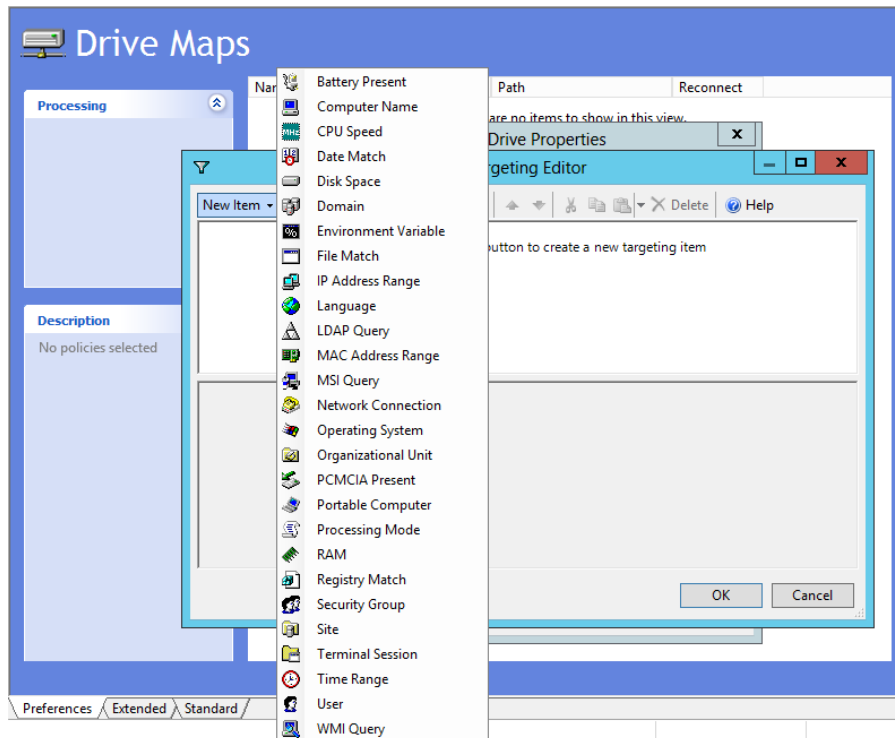 Drive Maps
Processing
Path
Reconnect
are no items to show in this view.
Drive Properties
x
rgeting Editor
x
New Item
Delete
Help
button to create a new targeting item
Battery Present
Computer Name
CPU Speed
Date Match
Disk Space
Domain
Environment Variable
File Match
IP Address Range
Language
LDAP Query
MAC Address Range
MSI Query
Network Connection
Operating System
Organizational Unit
PCMCIA Present
Portable Computer
Processing Mode
RAM
Registry Match
Security Group
Site
Terminal Session
Time Range
User
WMI Query
Description
No policies selected
OK
Cancel
Preferences
Extended
Standard